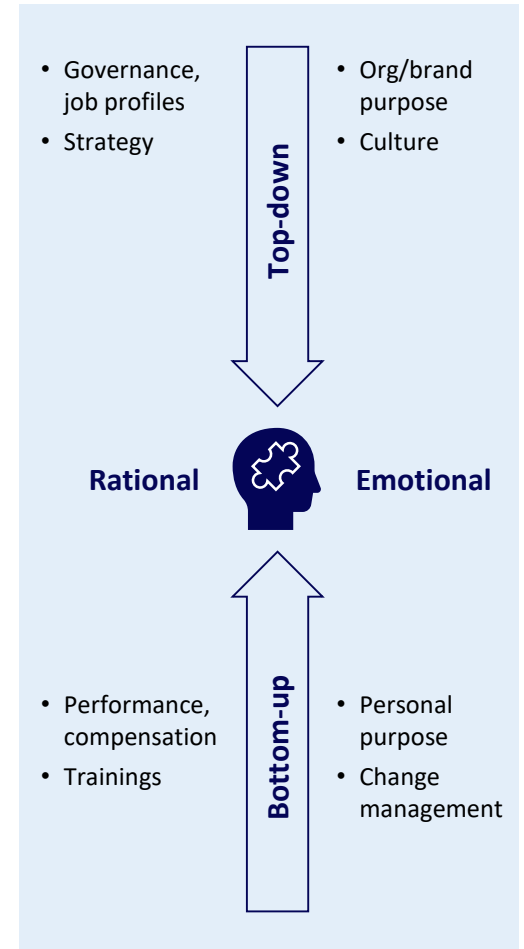 • Governance,
job profiles
• Strategy
• Org/brand
purpose
• Culture
Top-down
Rational
Emotional
• Performance,
compensation
• Trainings
• Personal
purpose
• Change
management
Bottom-up